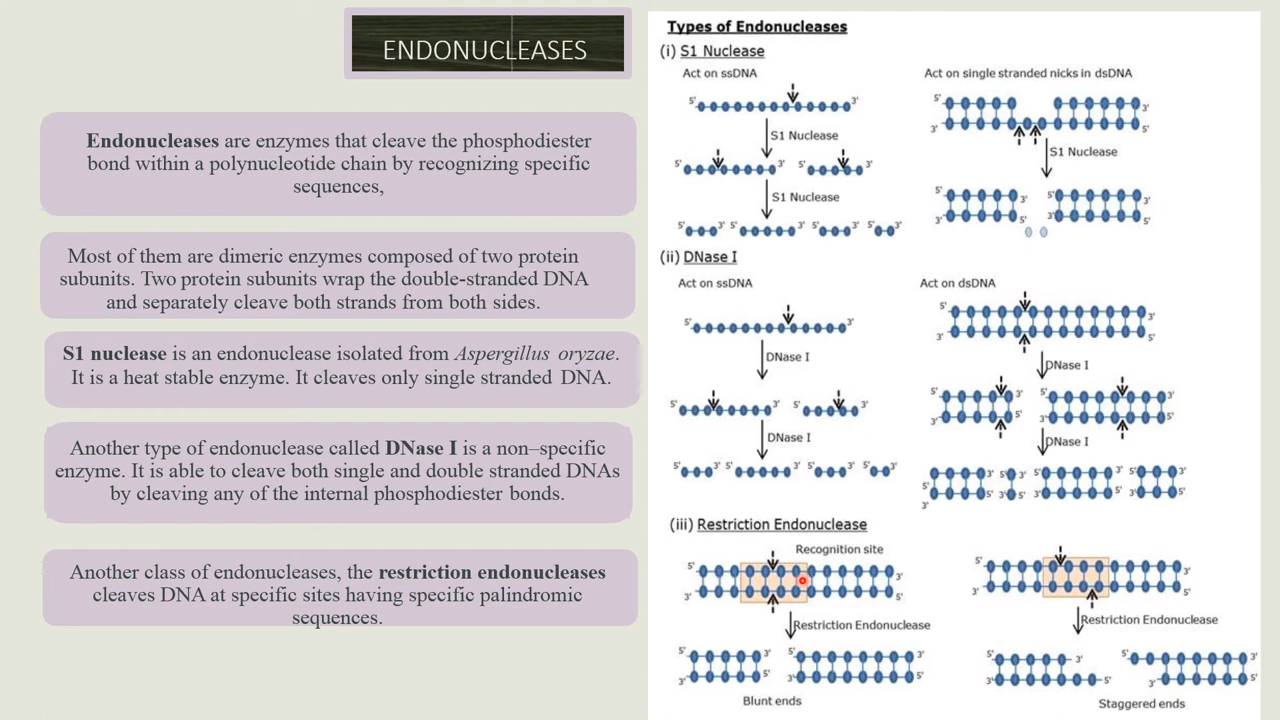 ENDONUCLEASES
Endonucleases are enzymes that cleave the phosphodiester
bond within a polynucleotide chain by recognizing specific
sequences,
Most of them are dimeric enzymes composed of two protein
subunits. Two protein subunits wrap the double-stranded DNA
and separately cleave both strands from both sides.
S1 nuclease is an endonuclease isolated from Aspergillus oryzae.
It is a heat stable enzyme. It cleaves only single stranded DNA.
Another type of endonuclease called DNase I is a non–specific
enzyme. It is able to cleave both single and double stranded DNAs
by cleaving any of the internal phosphodiester bonds.
Another class of endonucleases, the restriction endonucleases
cleaves DNA at specific sites having specific palindromic
sequences.
Types of Endonucleases
(i) S1 Nuclease
Act on ssDNA
5' 3'
S1 Nuclease
5' 3' 5' 3'
S1 Nuclease
5' 3' 5' 3' 5' 3' 5' 3'
Act on single stranded nicks in dsDNA
5' 3'
3' 5'
S1 Nuclease
5' 3' 5' 3'
3' 5' 3' 5'
(ii) DNase I
Act on ssDNA
5' 3'
DNase I
5' 3' 5' 3'
DNase I
5' 3' 5' 3' 5' 3' 5' 3'
Act on dsDNA
5' 3'
3' 5'
DNase I
5' 3' 5' 3'
3' 5' 3' 5'
DNase I
3' 5' 3' 5' 3' 5' 3'
5' 5' 3' 5' 3' 5' 3' 5'
3'
(iii) Restriction Endonuclease
Recognition site
5' 3'
3' 5'
Restriction Endonuclease
5' 3' 5' 3'
3' 5' 3' 5'
Blunt ends
5' 3'
3' 5'
Restriction Endonuclease
5' 3' 5' 3'
3' 5' 3' 5'
Staggered ends